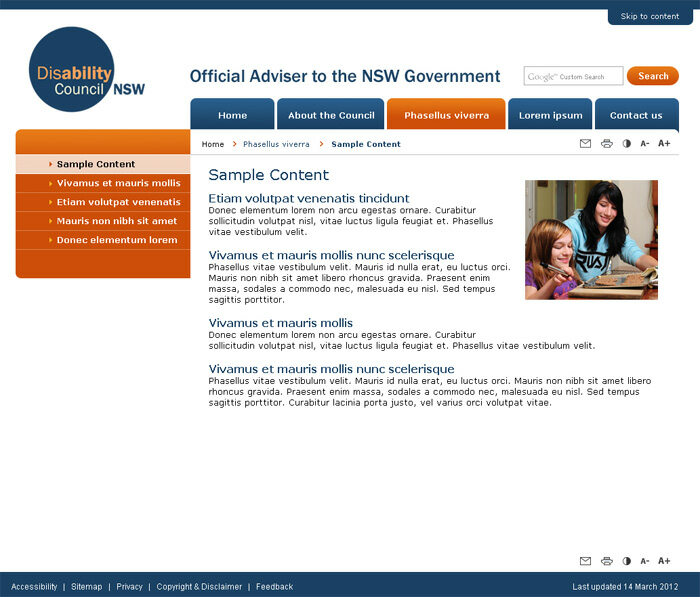 Skip to content
Disability
Council NSW
Official Adviser to the NSW Government
Google™ Custom Search
Search
Home
About the Council
Phasellus viverra
Lorem ipsum
Contact us
Home > Phasellus viverra > Sample Content
A- A+
Sample Content
Vivamus et mauris mollis
Etiam volutpat venenatis
Mauris non nibh sit amet
Donec elementum lorem
Sample Content
Etiam volutpat venenatis tincidunt
Donec elementum lorem non arcu egestas ornare. Curabitur
sollicitudin volutpat nisl, vitae luctus ligula feugiat et. Phasellus
vitae vestibulum velit.
Vivamus et mauris mollis nunc scelerisque
Phasellus vitae vestibulum velit. Mauris id nulla erat, eu luctus orci.
Mauris non nibh sit amet libero rhoncus gravida. Praesent enim
massa, sodales a commodo nec, malesuada eu nisl. Sed tempus
sagittis porttitor.
RUSTY
Vivamus et mauris mollis
Donec elementum lorem non arcu egestas ornare. Curabitur
sollicitudin volutpat nisl, vitae luctus ligula feugiat et. Phasellus vitae vestibulum velit.
Vivamus et mauris mollis nunc scelerisque
Phasellus vitae vestibulum velit. Mauris id nulla erat, eu luctus orci. Mauris non nibh sit amet libero rhoncus
gravida. Praesent enim massa, sodales a commodo nec, malesuada eu nisl. Sed tempus
sagittis porttitor. Curabitur lacinia porta justo, vel varius orci volutpat vitae.
A- A+
Accessibility | Sitemap | Privacy | Copyright & Disclaimer | Feedback
Last updated 14 March 2012